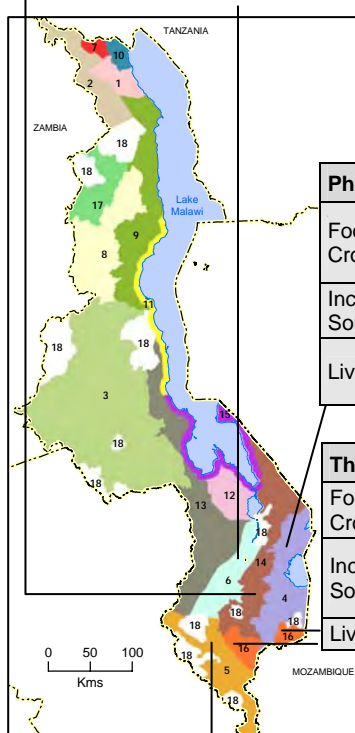 TANZANIA
7
10
2
1
ZAMBIA
18
18
Lake
Malawi
17
9
8
11
18
18
3
15
18
18
12
13
18
14
6
4
18
18
18
16
16
18
5
18
0 50 100
Kms
MOZAMBIQUE
Ph
Foo
Cro
Inc
So
Liv
Th
Fo
Cro
Inc
So
Liv